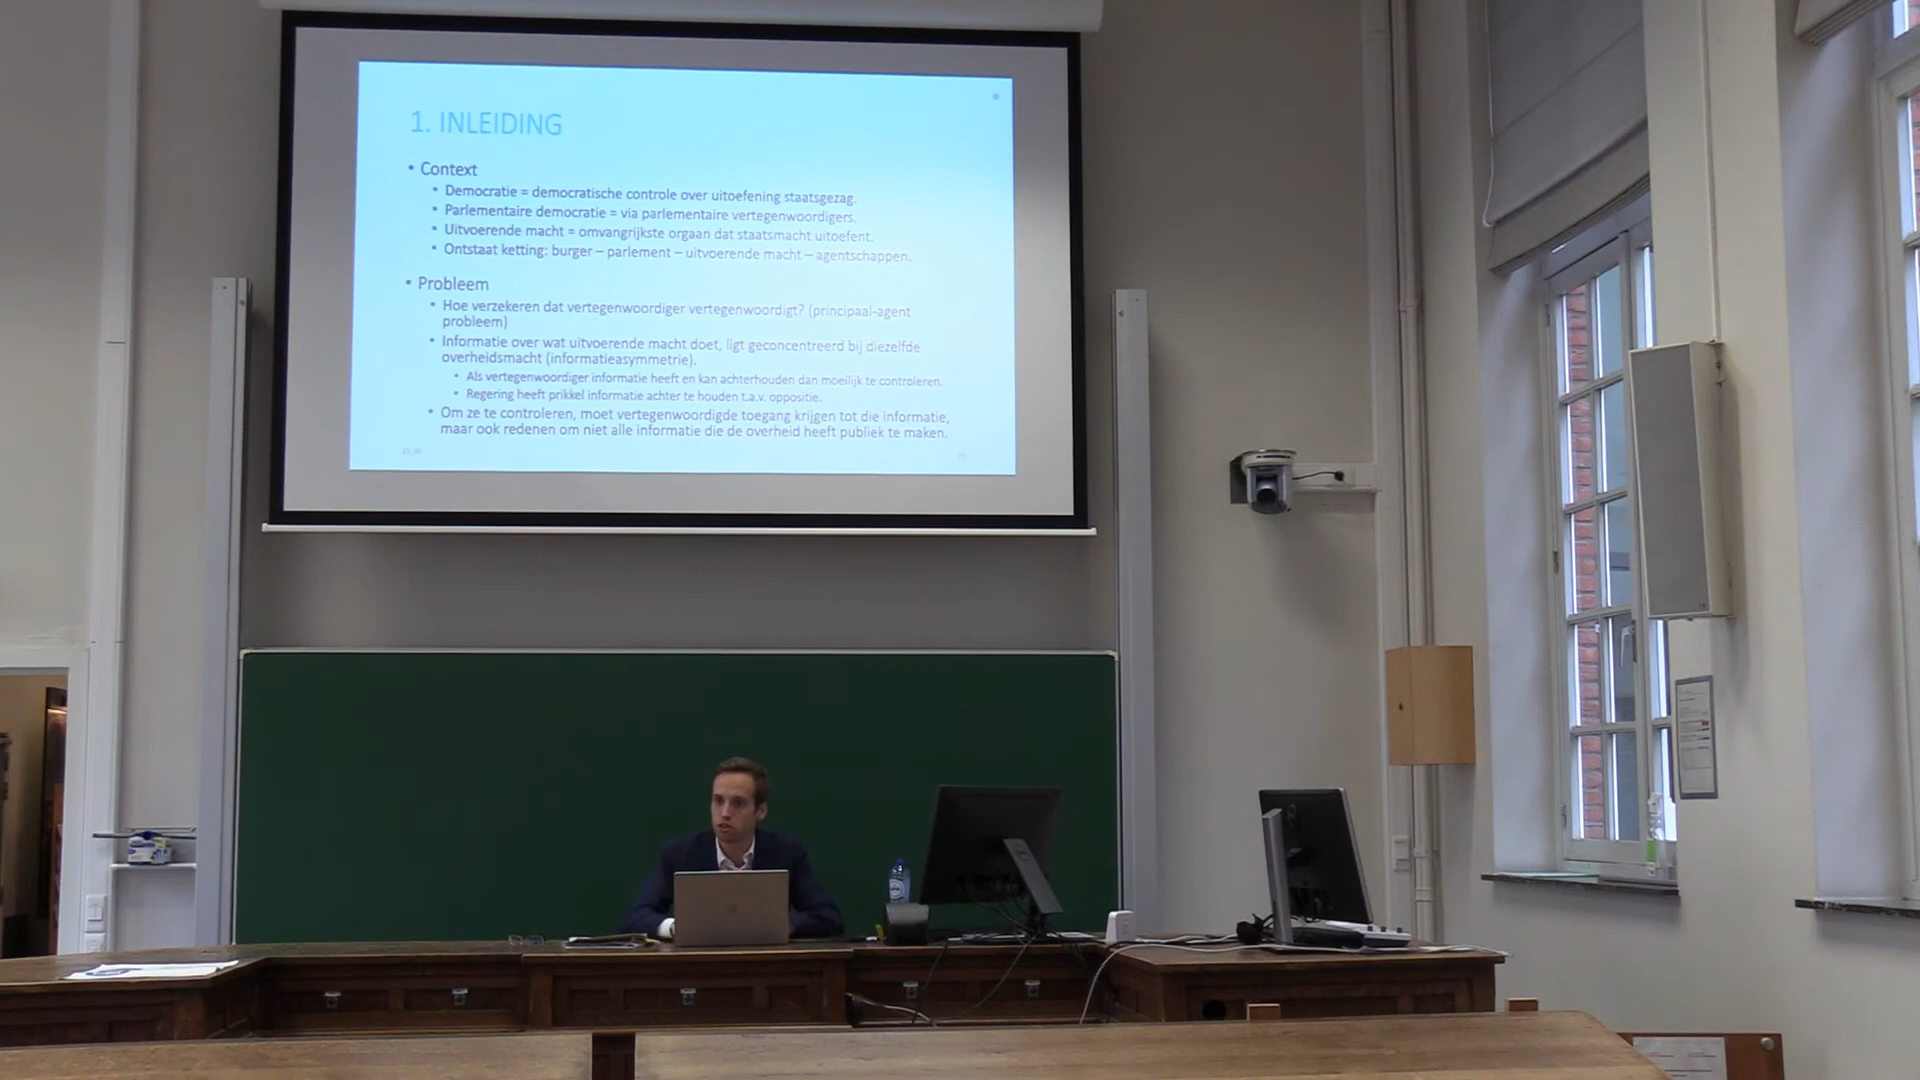 1. INLEIDING
• Context
• Democratie = democratische controle over uitoefening staatsgezag.
• Parlementaire democratie = via parlementaire vertegenwoordigers.
• Uitvoerende macht = omvangrijkste orgaan dat staatsmacht uitoefent.
• Ontstaat ketting: burger – parlement – uitvoerende macht – agentschappen.
• Probleem
• Hoe verzekeren dat vertegenwoordiger vertegenwoordigt? (principaal-agent
probleem)
• Informatie over wat uitvoerende macht doet, ligt geconcentreerd bij diezelfde
overheidsmacht (informatieasymmetrie).
• Als vertegenwoordiger informatie heeft en kan achterhouden dan moeilijk te controleren.
• Regering heeft prikkel informatie achter te houden t.a.v. oppositie.
• Om ze te controleren, moet vertegenwoordigde toegang krijgen tot die informatie,
maar ook redenen om niet alle informatie die de overheid heeft publiek te maken.